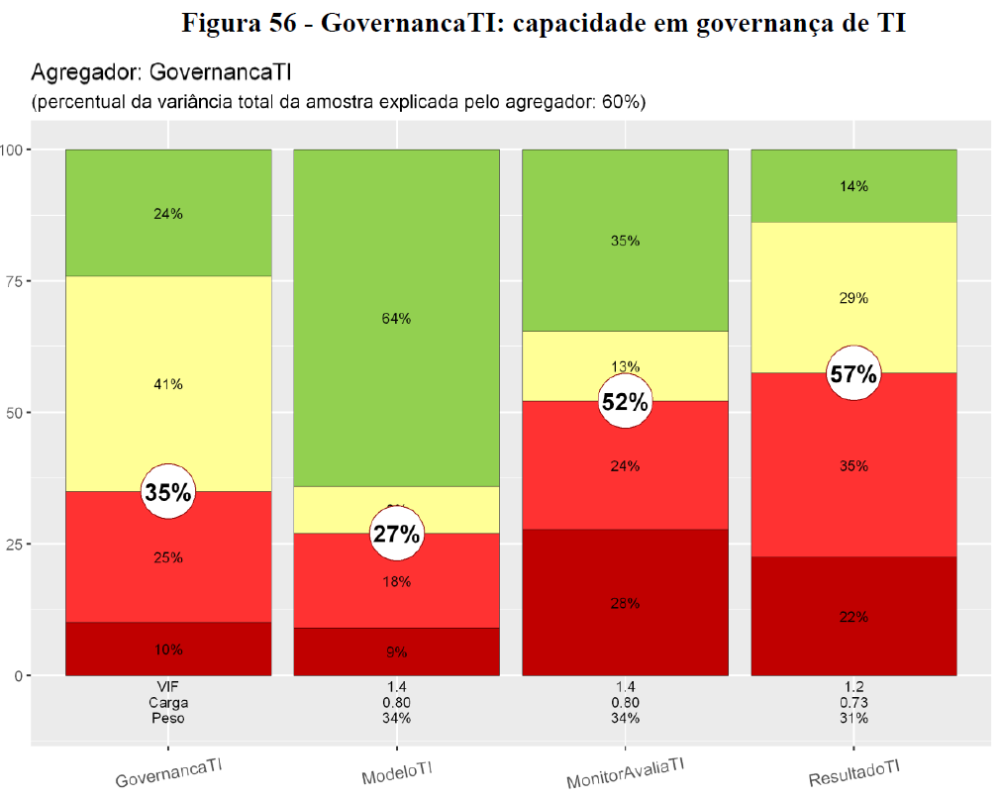 Figura 56 - GovernancaTI: capacidade em governança de TI
Agregador: GovernancaTI
(percentual da variância total da amostra explicada pelo agregador: 60%)
100
75
50
25
0
24%
41%
35%
25%
10%
64%
27%
18%
9%
35%
13%
52%
24%
28%
14%
29%
57%
35%
22%
VIF 1.4 1.4 1.2
Carga 0.80 0.80 0.73
Peso 34% 34% 31%
GovernancaTI
ModeloTI
MonitorAvaliaTI
ResultadoTI